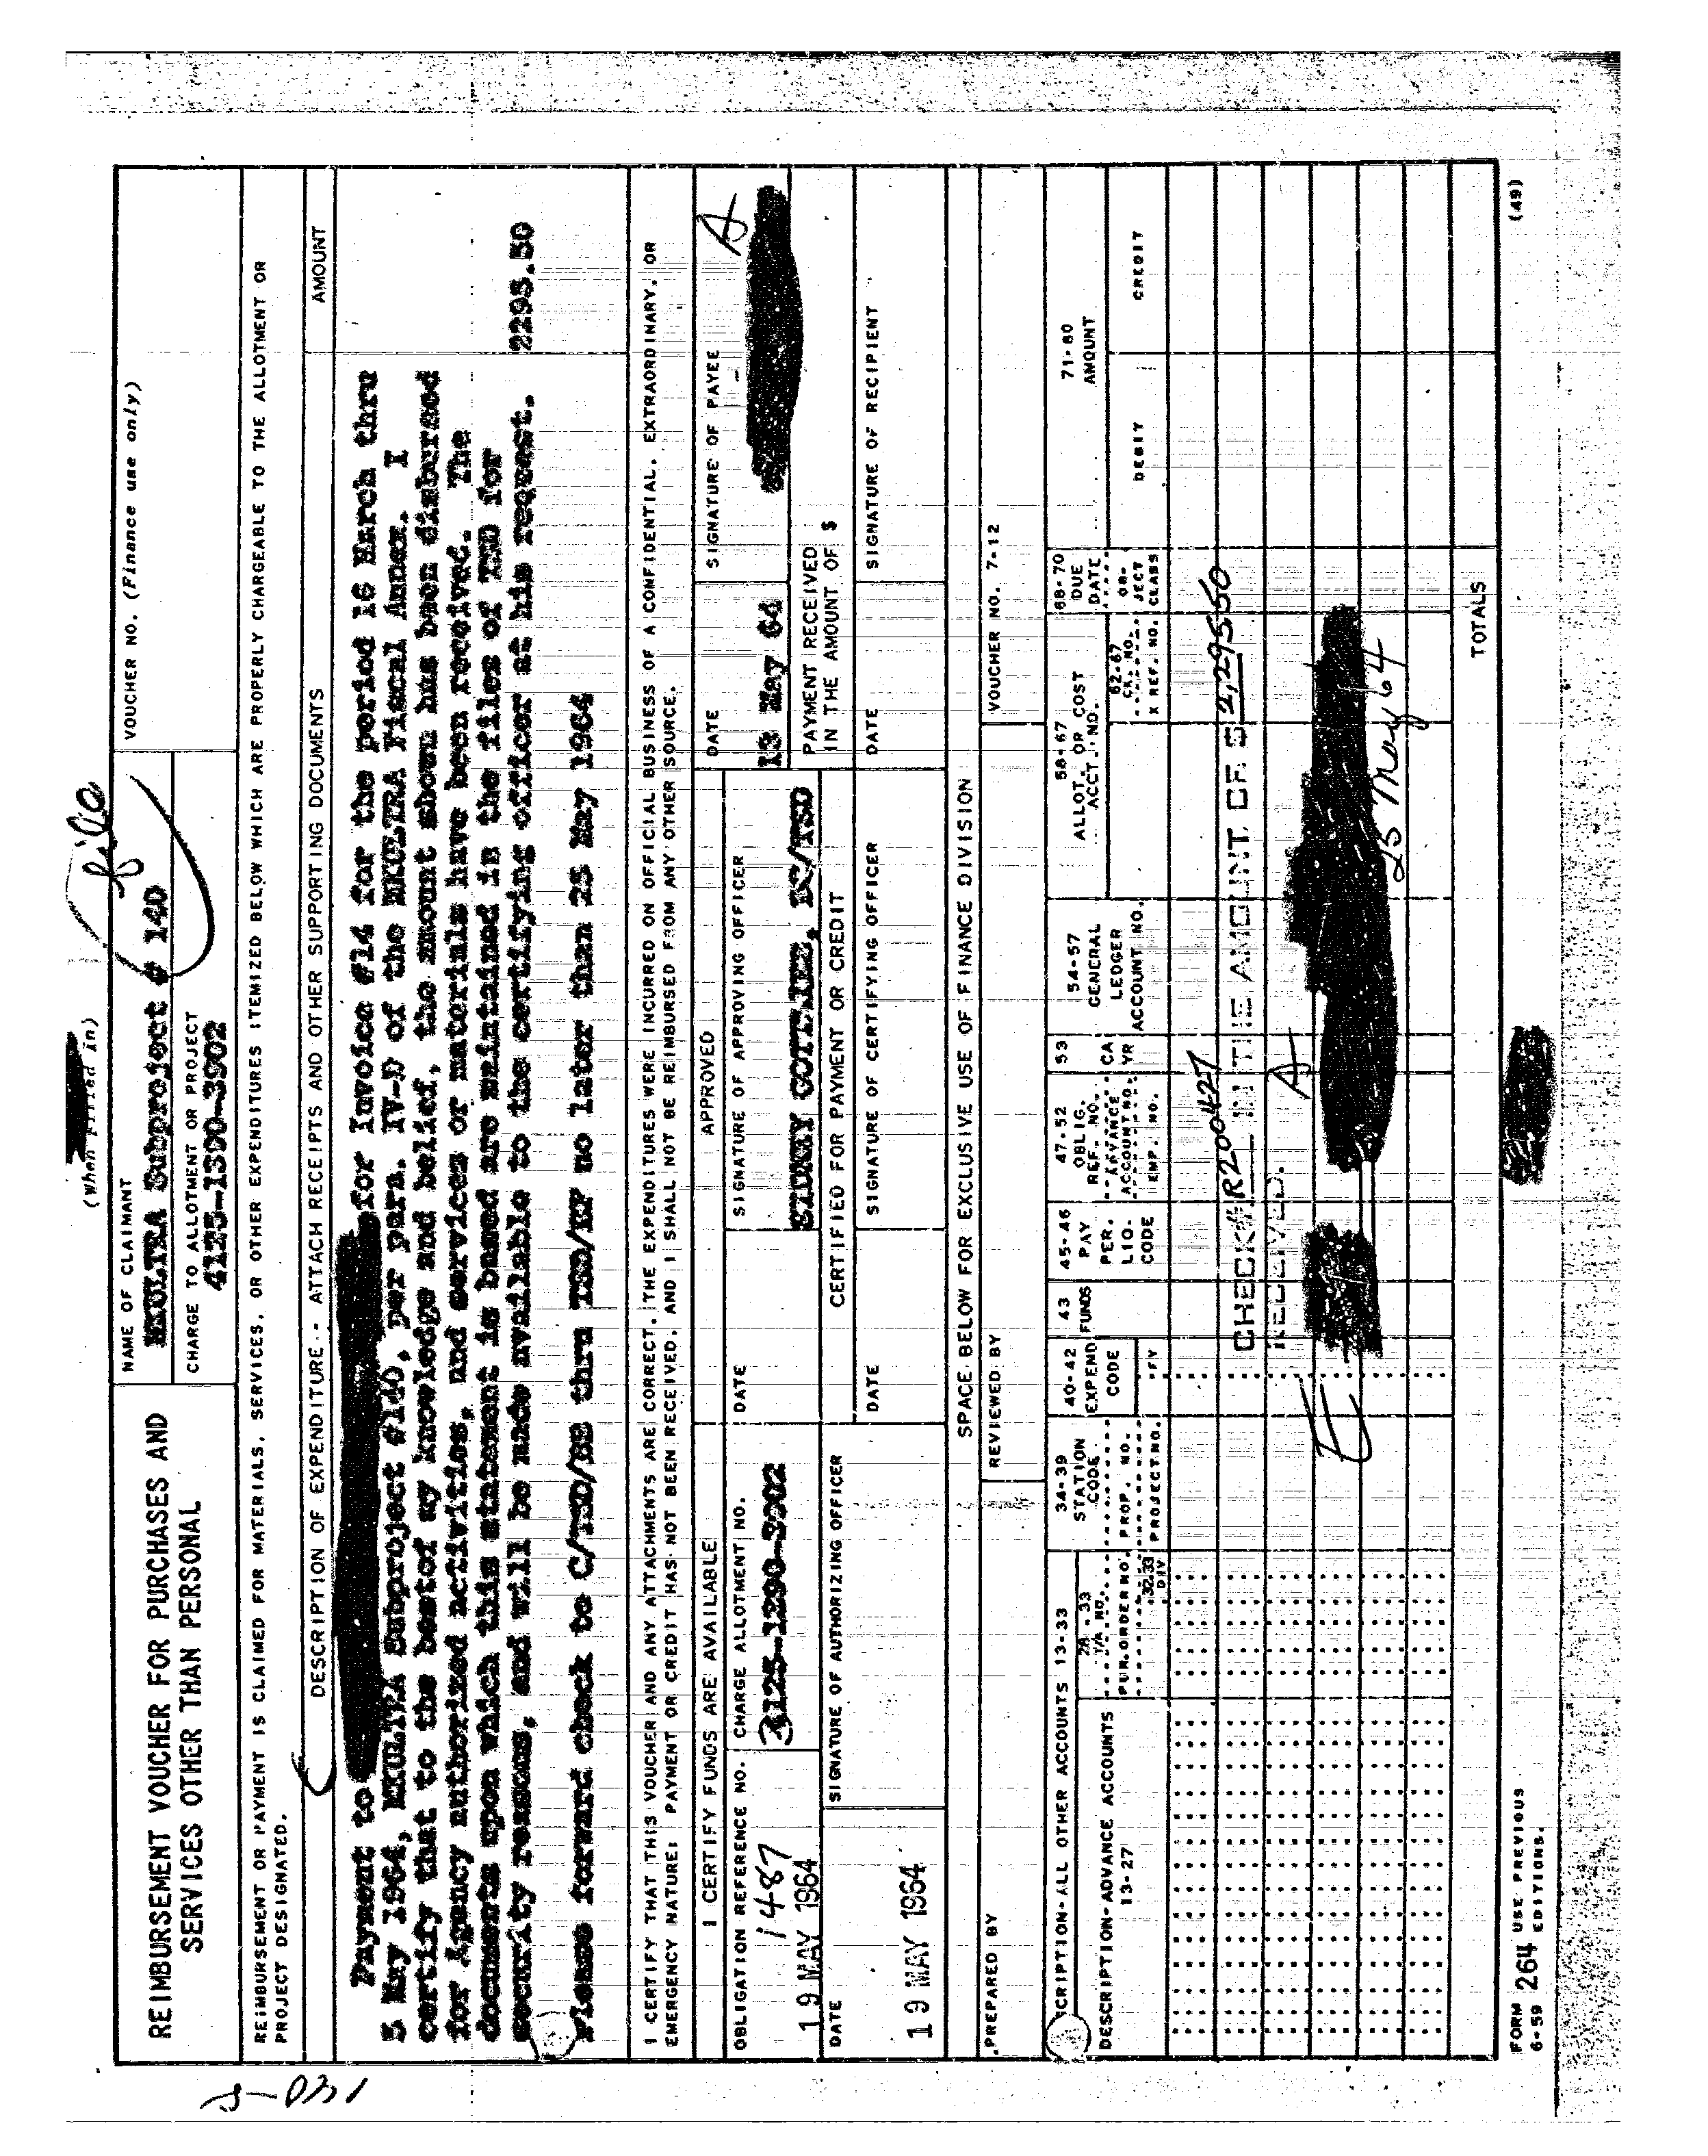 (When Filled In)
file
REIMBURSEMENT VOUCHER FOR PURCHASES AND
SERVICES OTHER THAN PERSONAL
NAME OF CLAIMANT
MKULTRA Subproject # 140
CHARGE TO ALLOTMENT OR PROJECT
4125-1390-3902
VOUCHER NO. (Finance use only)
REIMBURSEMENT OR PAYMENT IS CLAIMED FOR MATERIALS, SERVICES, OR OTHER EXPENDITURES ITEMIZED BELOW WHICH ARE PROPERLY CHARGEABLE TO THE ALLOTMENT OR
PROJECT DESIGNATED.
DESCRIPTION OF EXPENDITURE - ATTACH RECEIPTS AND OTHER SUPPORTING DOCUMENTS
AMOUNT
Payment to for Invoice #14 for the period 16 March thru
5 May 1964, MKULTRA Subproject #140, per para. IV-D of the MKULTRA Fiscal Annex. I
certify that to the bestof my knowledge and belief, the amount shown has been disbursed
for Agency authorized activities, and services or materials have been received. The
documents upon which this statement is based are maintained in the files of TSD for
security reasons, and will be made available to the certifying officer at his request. 2295.50
Please forward check to C/TSD/BB thru TSD/BF no later than 25 May 1964
I CERTIFY THAT THIS VOUCHER AND ANY ATTACHMENTS ARE CORRECT, THE EXPENDITURES WERE INCURRED ON OFFICIAL BUSINESS OF A CONFIDENTIAL, EXTRAORDINARY, OR
EMERGENCY NATURE; PAYMENT OR CREDIT HAS NOT BEEN RECEIVED, AND I SHALL NOT BE REIMBURSED FROM ANY OTHER SOURCE.
I CERTIFY FUNDS ARE AVAILABLE
APPROVED
DATE
13 May 64
SIGNATURE OF PAYEE
A
OBLIGATION REFERENCE NO.
1487
19 MAY 1964
CHARGE ALLOTMENT NO.
3125-1390-3902
DATE
SIGNATURE OF APPROVING OFFICER
SIDNEY GOTTLIEB, DC/TSD
PAYMENT RECEIVED
IN THE AMOUNT OF $
DATE
19 MAY 1964
SIGNATURE OF AUTHORIZING OFFICER
CERTIFIED FOR PAYMENT OR CREDIT
DATE
SIGNATURE OF CERTIFYING OFFICER
DATE
SIGNATURE OF RECIPIENT
SPACE BELOW FOR EXCLUSIVE USE OF FINANCE DIVISION
PREPARED BY
REVIEWED BY
VOUCHER NO. 7-12
CRIPTION-ALL OTHER ACCOUNTS 13-33
DESCRIPTION-ADVANCE ACCOUNTS
13-27
33
T/A NO.
PUR.ORDER NO.
32-33
DIV
34-39
STATION
CODE
PROP. NO.
PROJECT NO.
40-42
EXPEND
CODE
FY
43
FUNDS
45-46
PAY
PER.
LIQ.
CODE
47-52
OBLIG.
REF. NO.
ADVANCE
ACCOUNT NO.
EMP. NO.
53
CA
YR
54-57
GENERAL
LEDGER
ACCOUNT NO.
58-67
ALLOT. OR COST
ACCT. NO.
62-67
CK. NO.
X REF. NO.
68-70
DUE
DATE
OB-
JECT
CLASS
71-80
AMOUNT
DEBIT
CREDIT
CHECK # R200427 IN THE AMOUNT OF $ 2,295.50
RECEIVED.
A
25 May 64
TOTALS
FORM 264 USE PREVIOUS
6-59 EDITIONS.
(49)
140-5